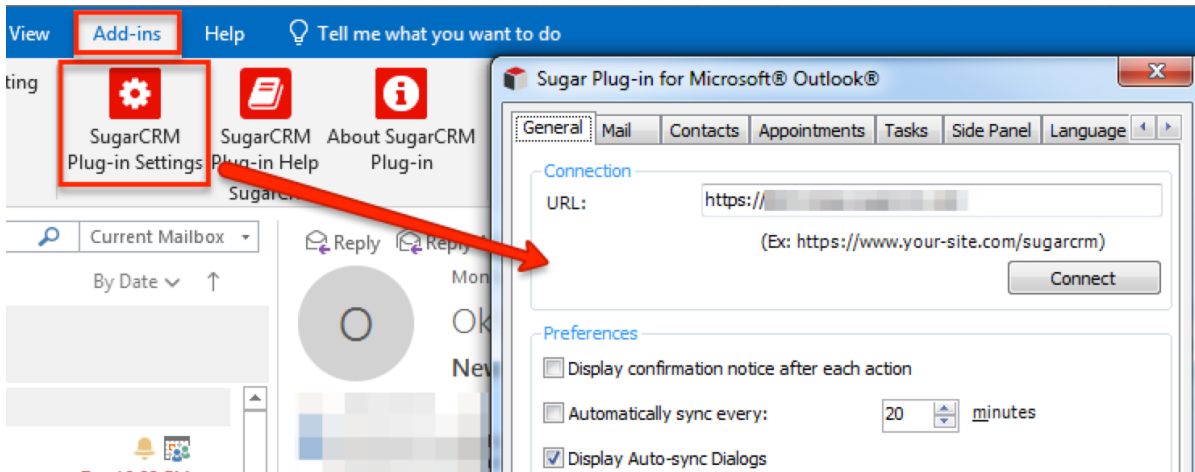 View Add-ins Help Tell me what you want to do
ting
SugarCRM
Plug-in Settings
SugarCRM
Plug-in Help
About SugarCRM
Plug-in
Current Mailbox
By Date
Reply
Mon
O
Ok
New
Sugar Plug-in for Microsoft® Outlook®
X
General Mail Contacts Appointments Tasks Side Panel Language
Connection
URL: https://
(Ex: https://www.your-site.com/sugarcrm)
Connect
Preferences
Display confirmation notice after each action
Automatically sync every: 20 minutes
Display Auto-sync Dialogs